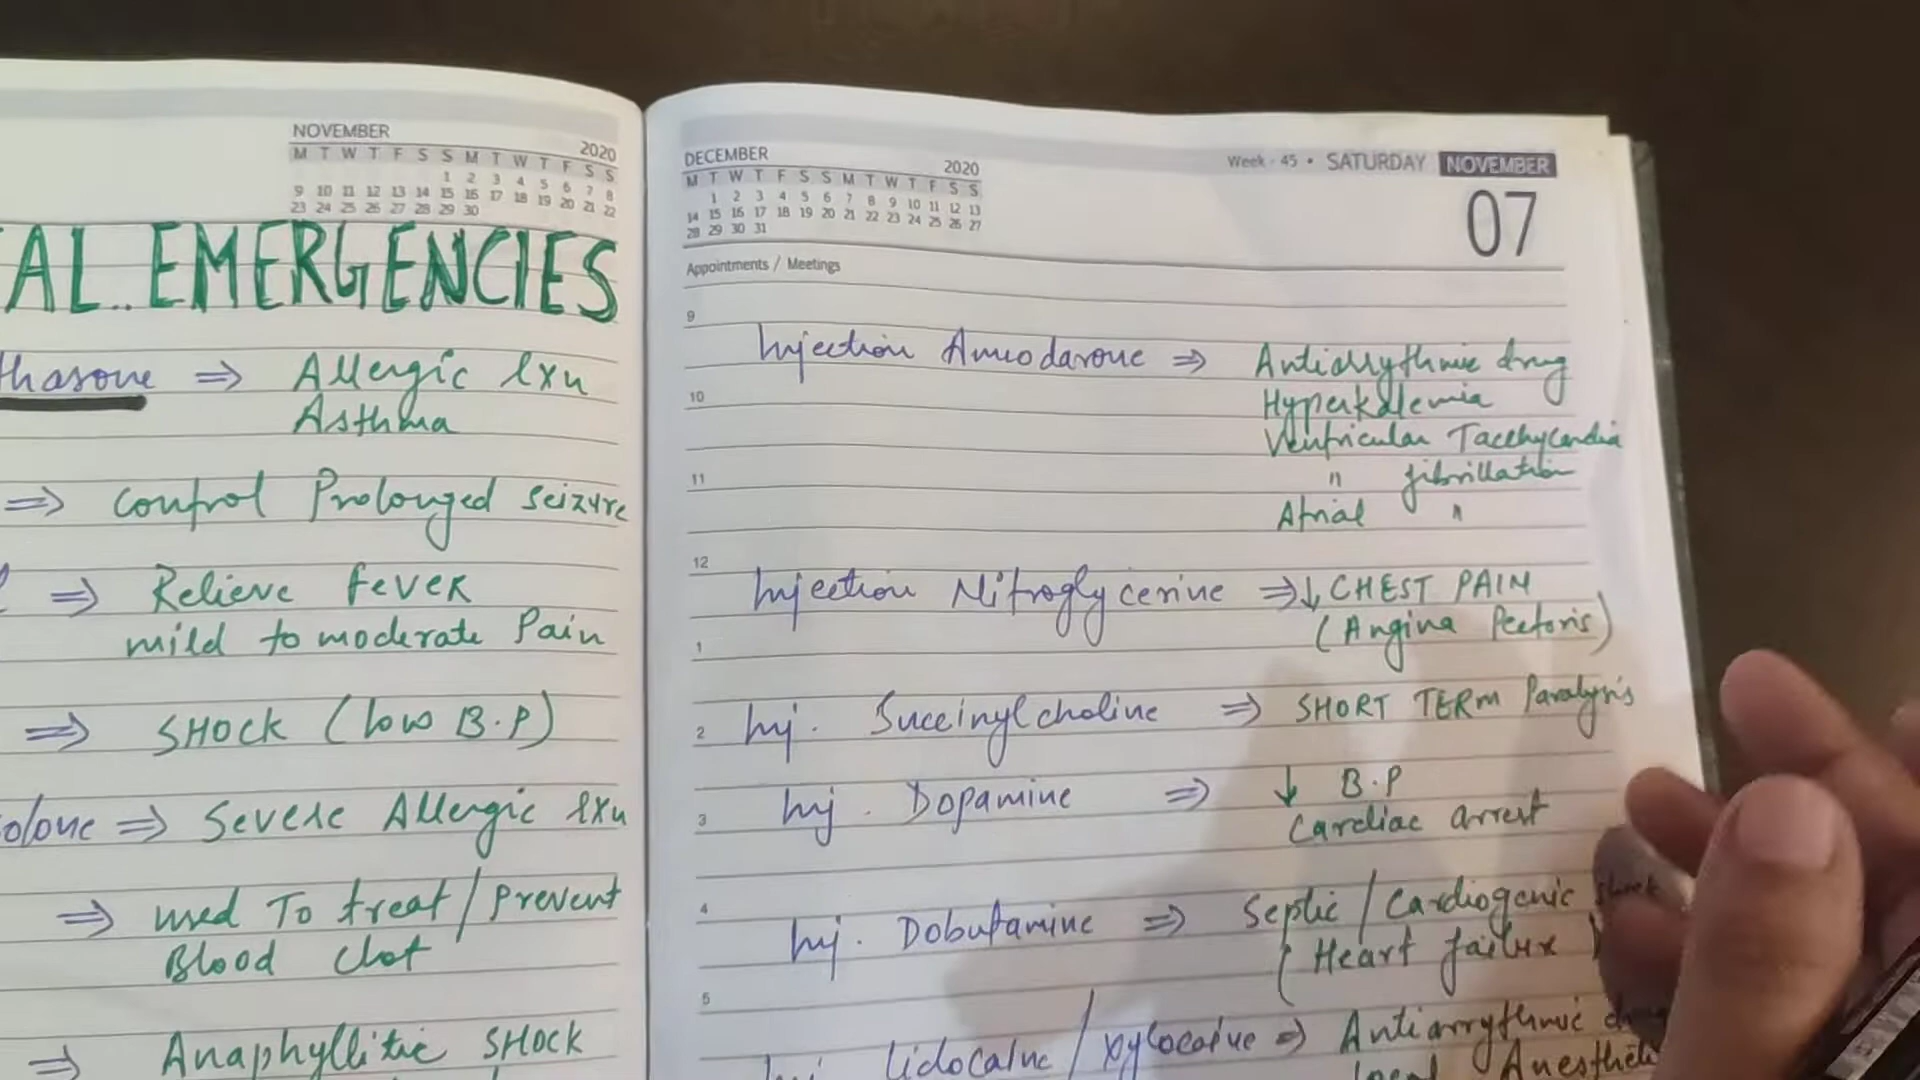 NOVEMBER 2020
M T W T F S S M T W T F S S
1 2 3 4 5 6 7 8
9 10 11 12 13 14 15 16 17 18 19 20 21 22
23 24 25 26 27 28 29 30
AL.. EMERGENCIES
thasone ⇒ Allergic rxn
Asthma
⇒ Control Prolonged Seizure
⇒ Relieve fever
mild to moderate Pain
⇒ SHOCK (low B.P)
olone ⇒ Severe Allergic rxn
⇒ used To treat / Prevent
Blood Clot
⇒ Anaphyllitic SHOCK
DECEMBER 2020
M T W T F S S M T W T F S S
1 2 3 4 5 6 7 8 9 10 11 12 13
14 15 16 17 18 19 20 21 22 23 24 25 26 27
28 29 30 31
Week - 45 • SATURDAY NOVEMBER
07
Appointments / Meetings
9
Injection Amiodarone ⇒ Antiarrythmic drug
10
Hyperkalemia
Ventricular Tacchycardia
11
" fibrillation
Atrial "
12
Injection Nitroglycerine ⇒ ↓ CHEST PAIN
1
(Angina Pectoris)
2
Inj. Succinylcholine ⇒ SHORT TERM Paralysis
3
Inj. Dopamine ⇒ ↓ B.P
Cardiac arrest
4
Inj. Dobutamine ⇒ Septic / Cardiogenic shock
(Heart failure)
5
Inj. lidocaine / xylocaine ⇒ Antiarrythmic
local Anesthe